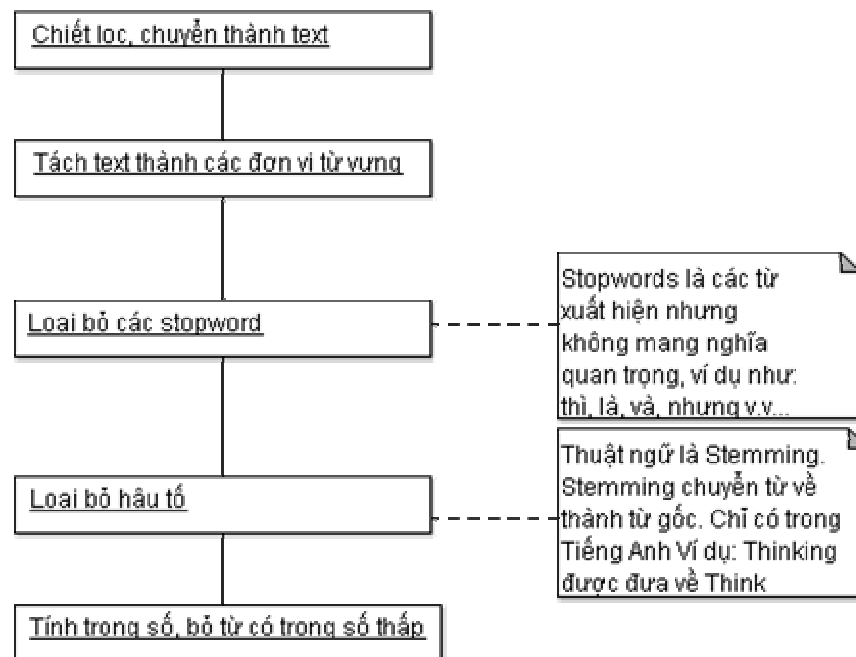 Chiết lọc, chuyển thành text
Tách text thành các đơn vị từ vựng
Loại bỏ các stopword
Stopwords là các từ
xuất hiện nhưng
không mang nghĩa
quan trọng, ví dụ như:
thì, là, và, nhưng v.v...
Loại bỏ hậu tố
Thuật ngữ là Stemming.
Stemming chuyển từ về
thành từ gốc. Chỉ có trong
Tiếng Anh Ví dụ: Thinking
được đưa về Think
Tính trọng số, bỏ từ có trọng số thấp